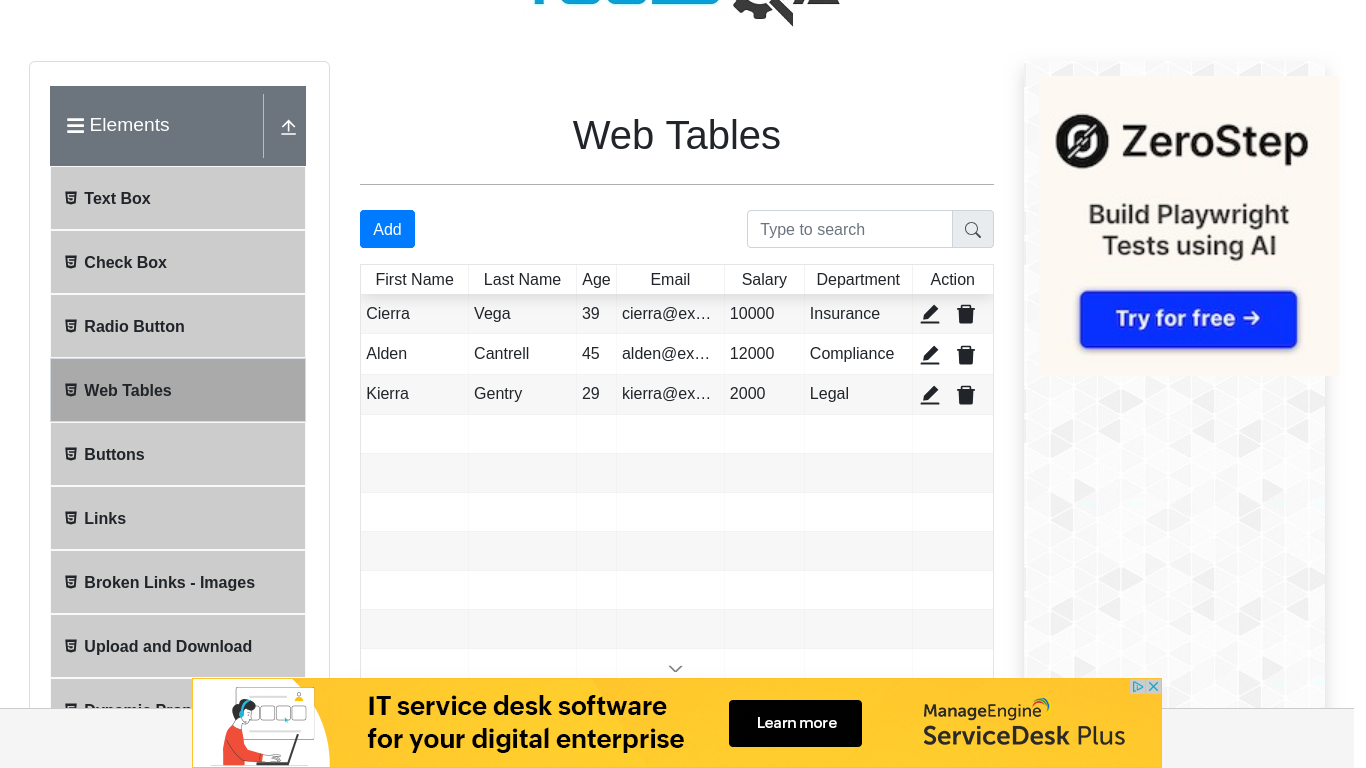 Elements
Text Box
Check Box
Radio Button
Web Tables
Buttons
Links
Broken Links - Images
Upload and Download
Web Tables
Add
Type to search
First Name Last Name Age Email Salary Department Action
Cierra Vega 39 cierra@ex... 10000 Insurance
Alden Cantrell 45 alden@ex... 12000 Compliance
Kierra Gentry 29 kierra@ex... 2000 Legal
ZeroStep
Build Playwright
Tests using AI
Try for free →
IT service desk software
for your digital enterprise
Learn more
ManageEngine
ServiceDesk Plus